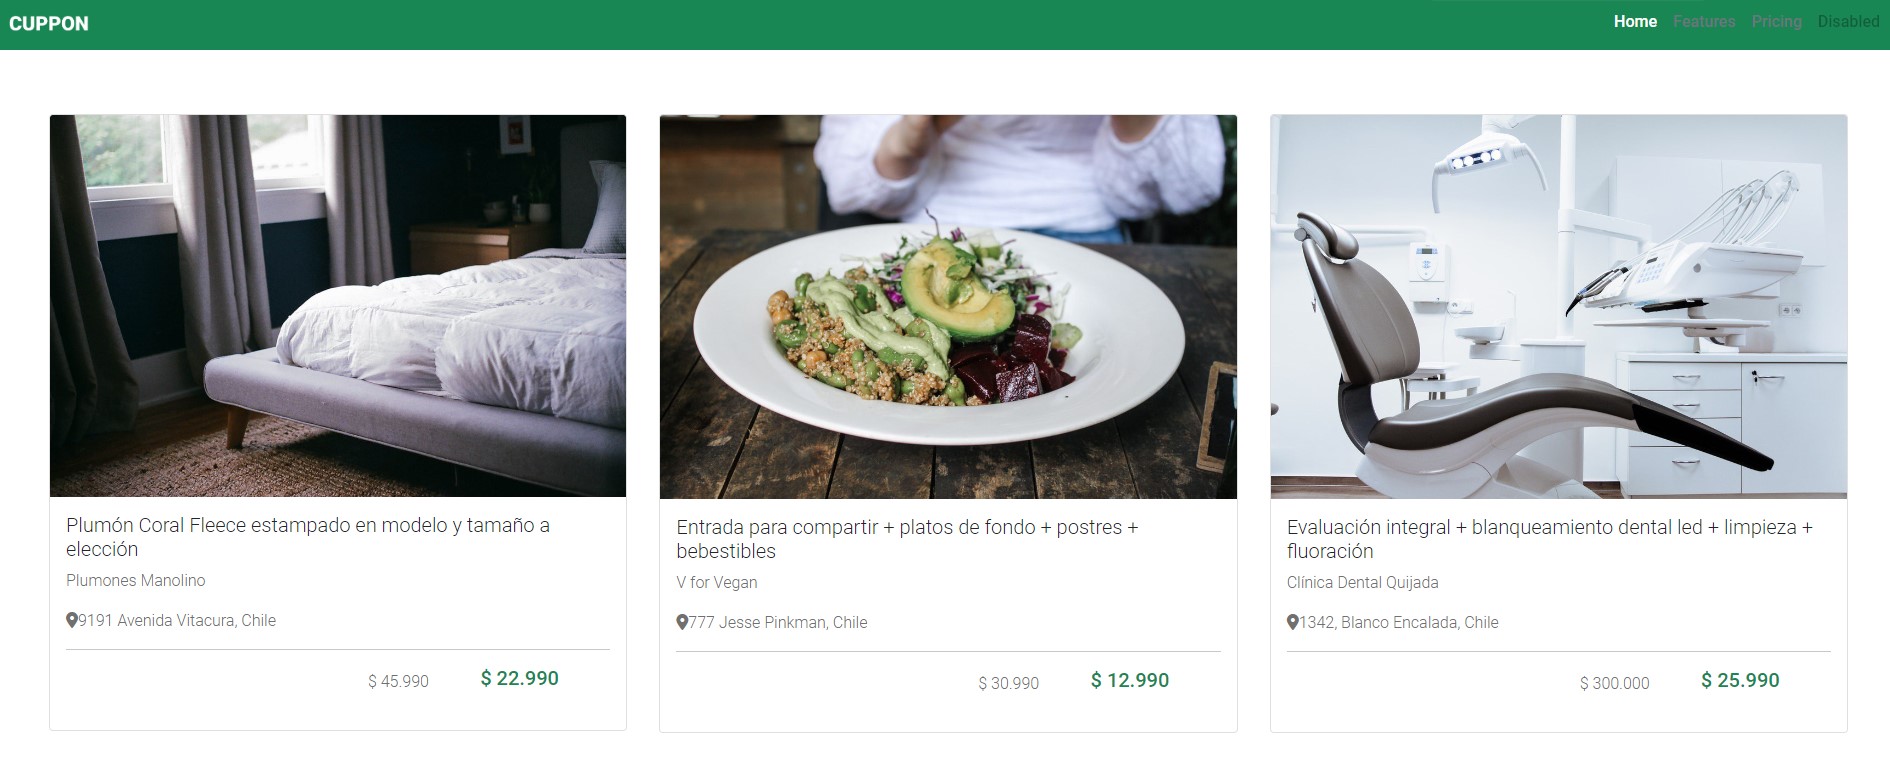 CUPPON
Home Features Pricing Disabled
Plumón Coral Fleece estampado en modelo y tamaño a
elección
Plumones Manolino
9191 Avenida Vitacura, Chile
$ 45.990 $ 22.990
Entrada para compartir + platos de fondo + postres +
bebestibles
V for Vegan
777 Jesse Pinkman, Chile
$ 30.990 $ 12.990
Evaluación integral + blanqueamiento dental led + limpieza +
fluoración
Clínica Dental Quijada
1342, Blanco Encalada, Chile
$ 300.000 $ 25.990